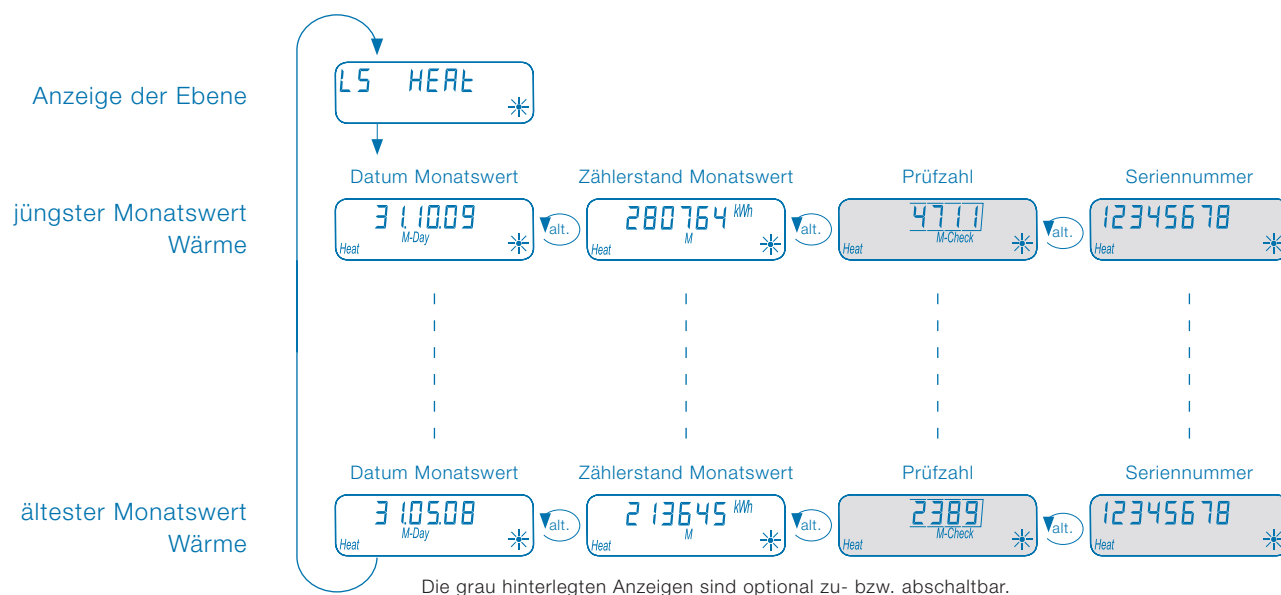 Anzeige der Ebene
LS HEAt
Datum Monatswert Zählerstand Monatswert Prüfzahl Seriennummer
jüngster Monatswert
Wärme
31.10.09
M-Day
Heat
alt.
280764 kWh
M
Heat
alt.
4711
M-Check
Heat
alt.
12345678
Heat
Datum Monatswert Zählerstand Monatswert Prüfzahl Seriennummer
ältester Monatswert
Wärme
31.05.08
M-Day
Heat
alt.
213645 kWh
M
Heat
alt.
2389
M-Check
Heat
alt.
12345678
Heat
Die grau hinterlegten Anzeigen sind optional zu- bzw. abschaltbar.